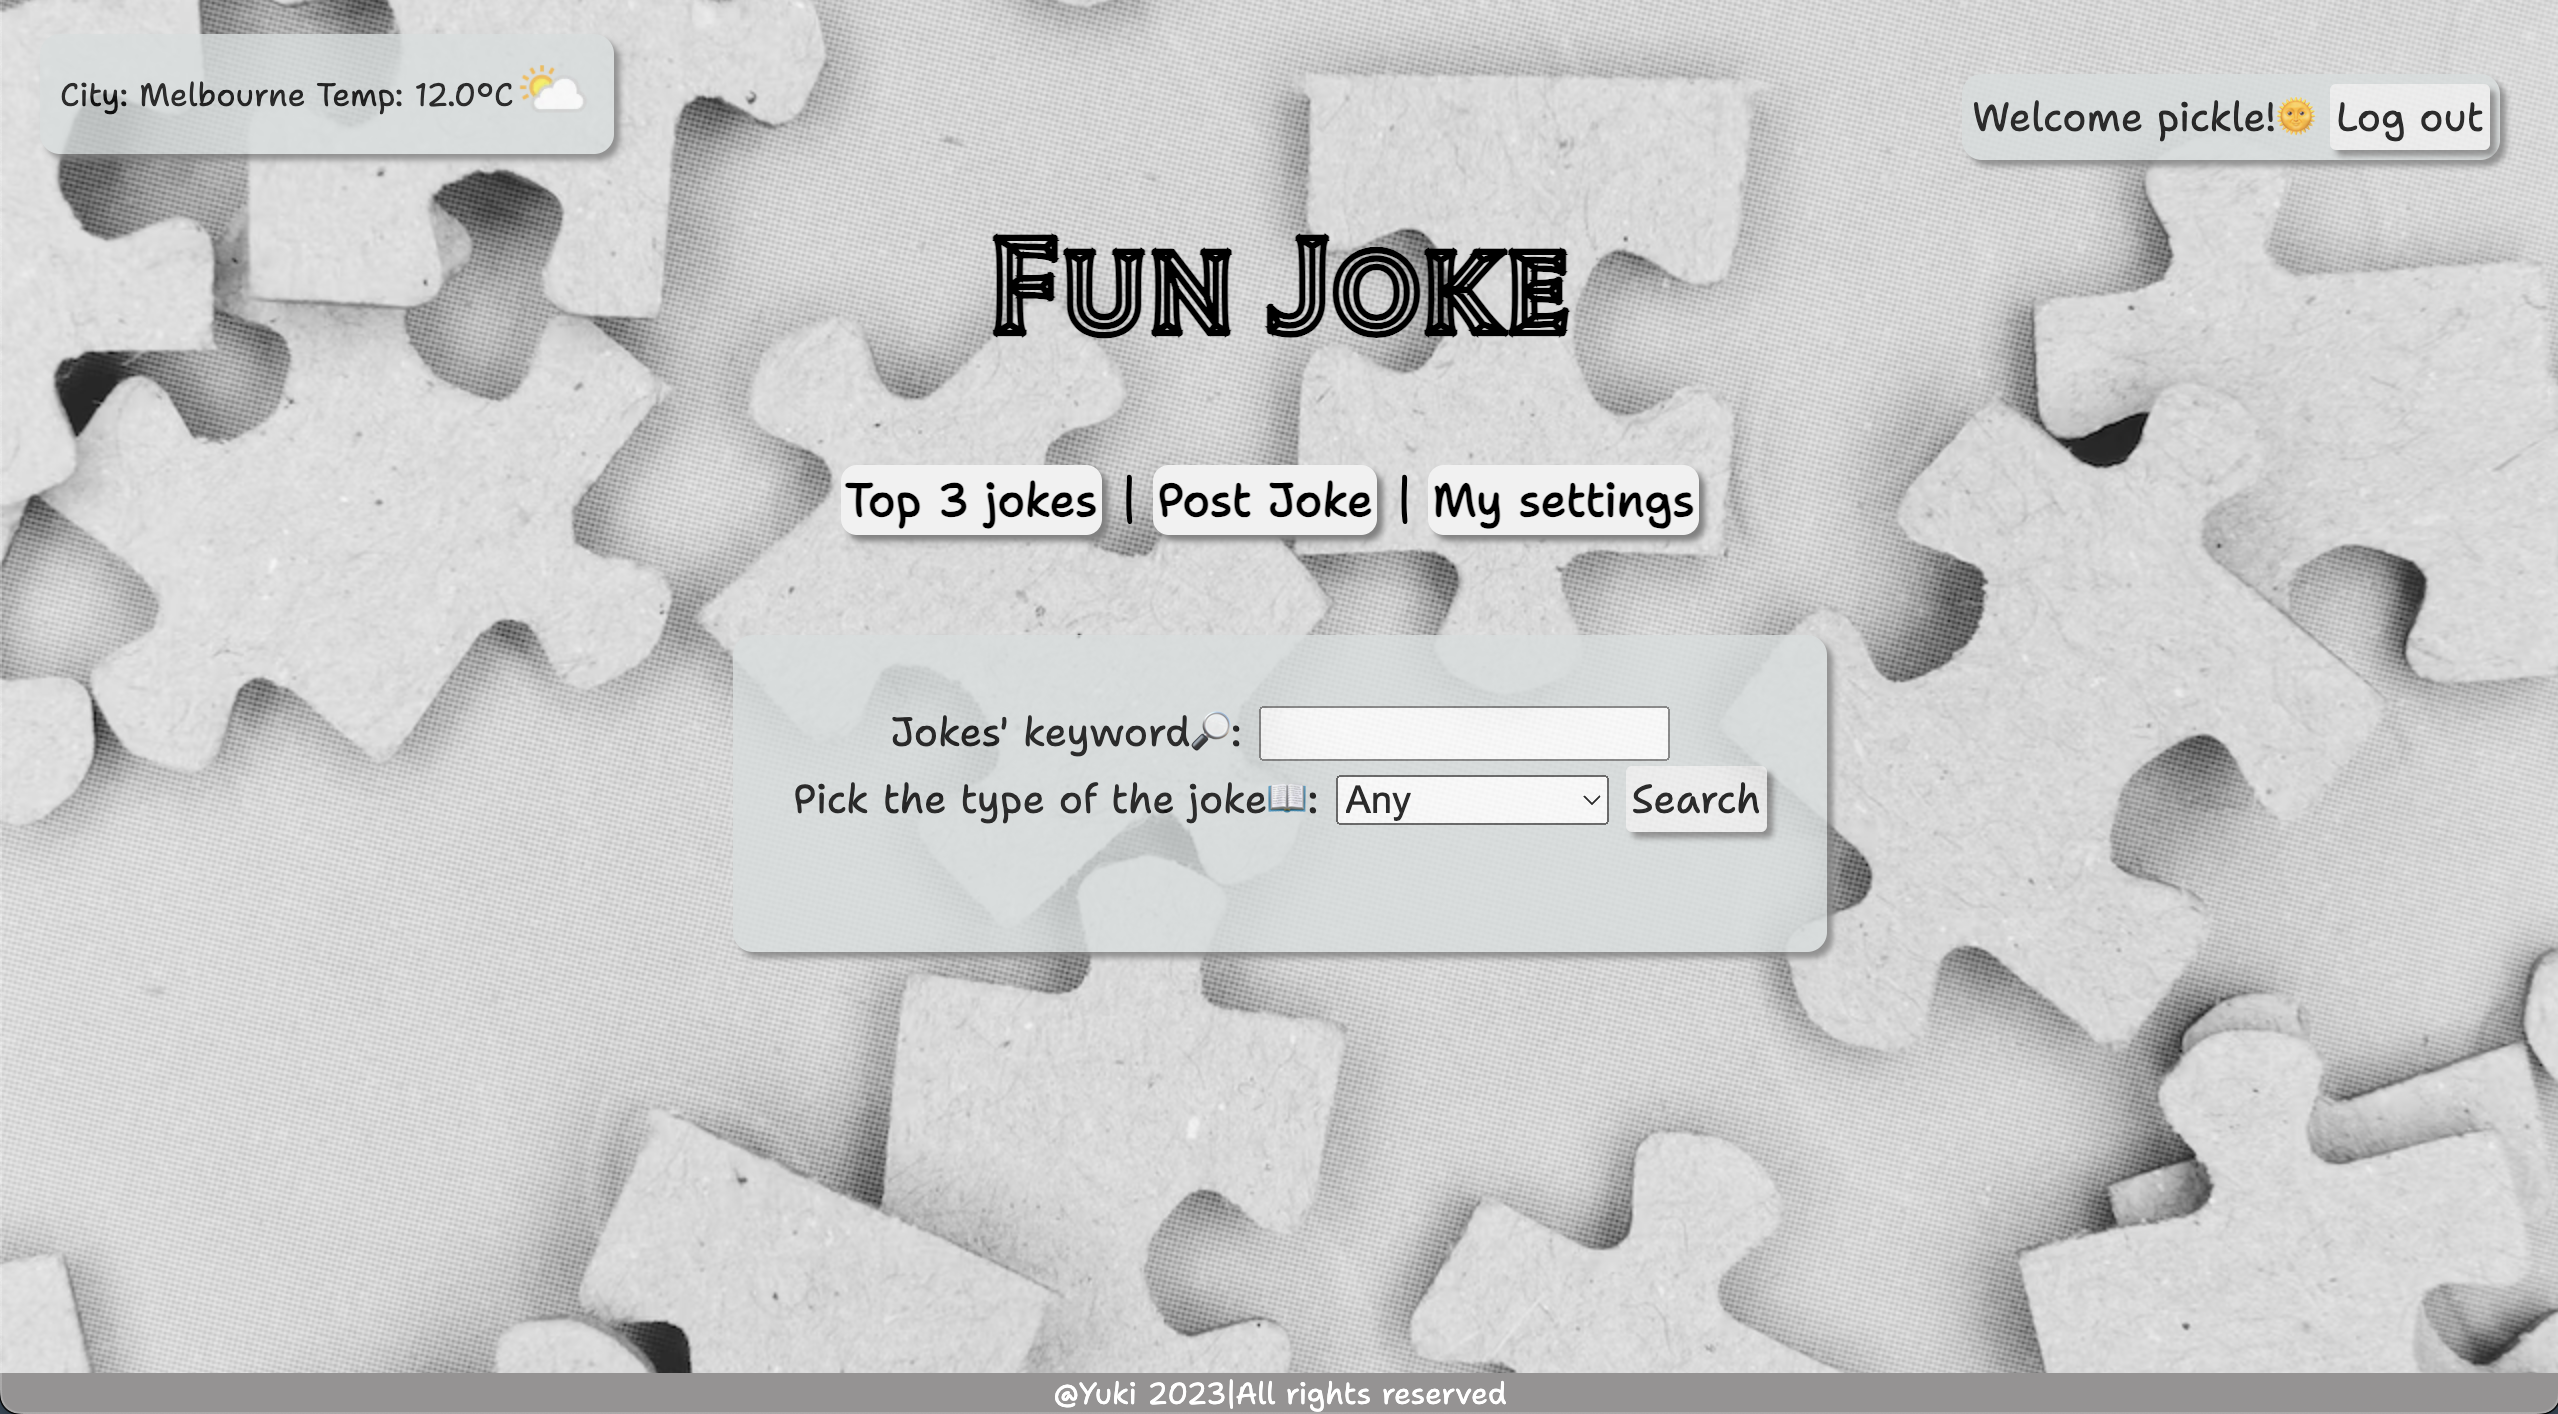 City: Melbourne Temp: 12.0°C
Welcome pickle!🌞 Log out
Fun Joke
Top 3 jokes | Post Joke | My settings
Jokes' keyword🔎:
Pick the type of the joke📖: Any Search
@Yuki 2023|All rights reserved